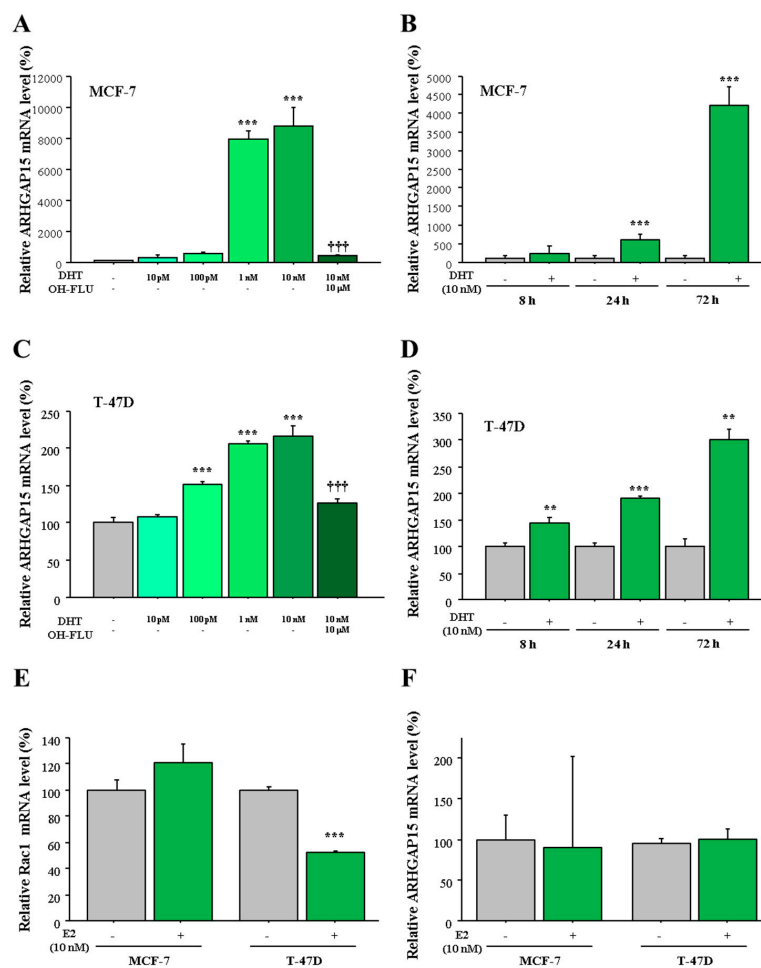 A
Relative ARHGAP15 mRNA level (%)
MCF-7
12000
10000
8000
6000
4000
2000
0
*** ***
†††
DHT - 10 pM 100 pM 1 nM 10 nM 10 nM
OH-FLU - - - - - 10 μM
B
Relative ARHGAP15 mRNA level (%)
MCF-7
5000
4500
4000
3500
3000
2500
2000
1500
1000
500
0
***
***
DHT - + - + - +
(10 nM)
8 h 24 h 72 h
C
Relative ARHGAP15 mRNA level (%)
T-47D
250
200
150
100
50
0
*** *** ***
†††
DHT - 10 pM 100 pM 1 nM 10 nM 10 nM
OH-FLU - - - - - 10 μM
D
Relative ARHGAP15 mRNA level (%)
T-47D
350
300
250
200
150
100
50
0
** *** **
DHT - + - + - +
(10 nM)
8 h 24 h 72 h
E
Relative Rac1 mRNA level (%)
140
120
100
80
60
40
20
0
***
E2 - + - +
(10 nM)
MCF-7 T-47D
F
Relative ARHGAP15 mRNA level (%)
200
150
100
50
0
E2 - + - +
(10 nM)
MCF-7 T-47D